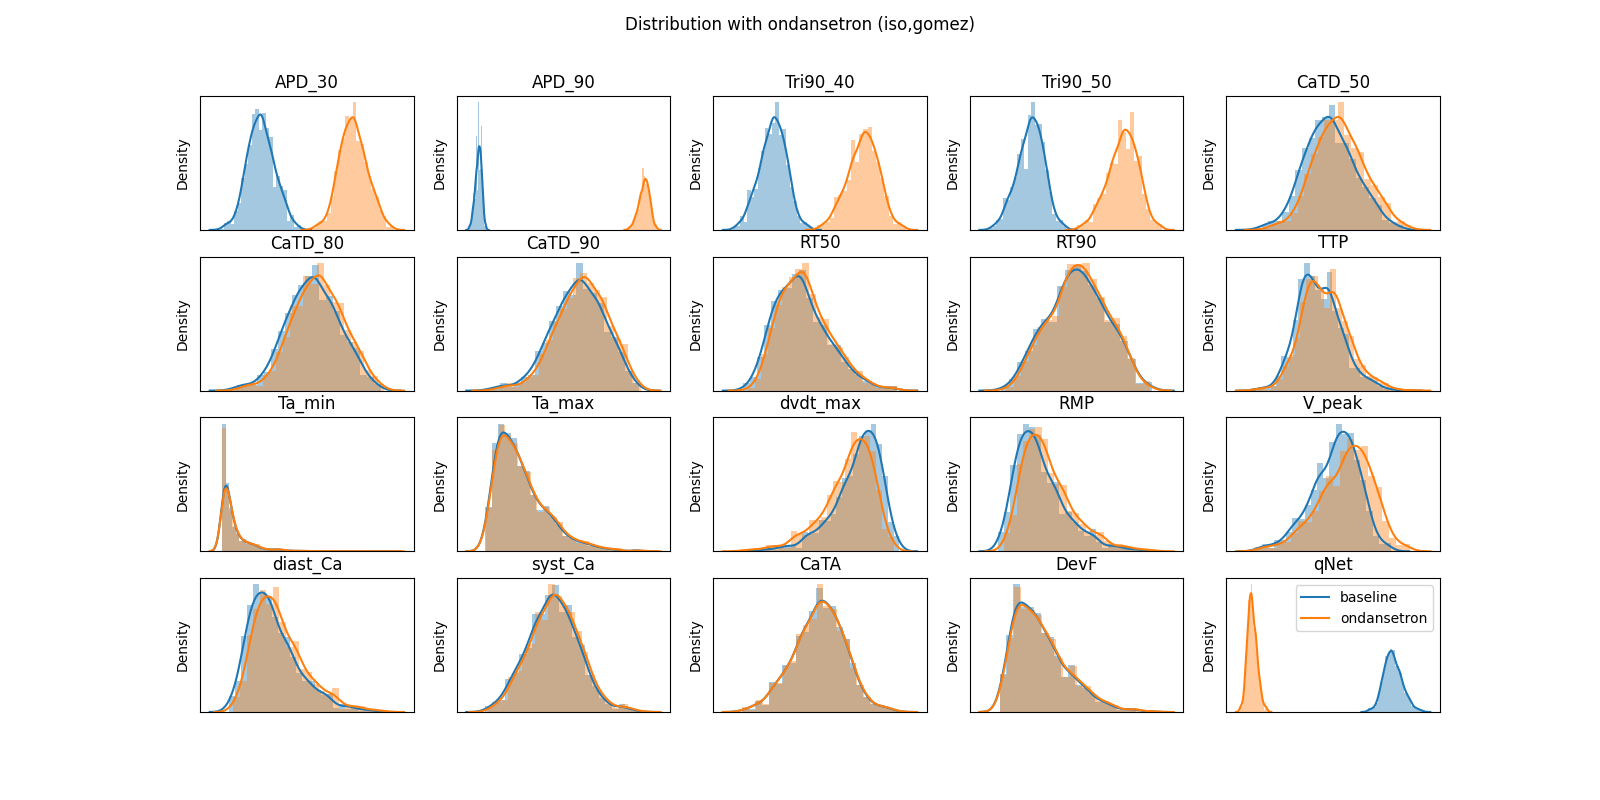 Distribution with ondansetron (iso,gomez)
APD_30
APD_90
Tri90_40
Tri90_50
CaTD_50
Density
Density
Density
Density
Density
CaTD_80
CaTD_90
RT50
RT90
TTP
Density
Density
Density
Density
Density
Ta_min
Ta_max
dvdt_max
RMP
V_peak
Density
Density
Density
Density
Density
diast_Ca
syst_Ca
CaTA
DevF
qNet
Density
Density
Density
Density
Density
baseline
ondansetron